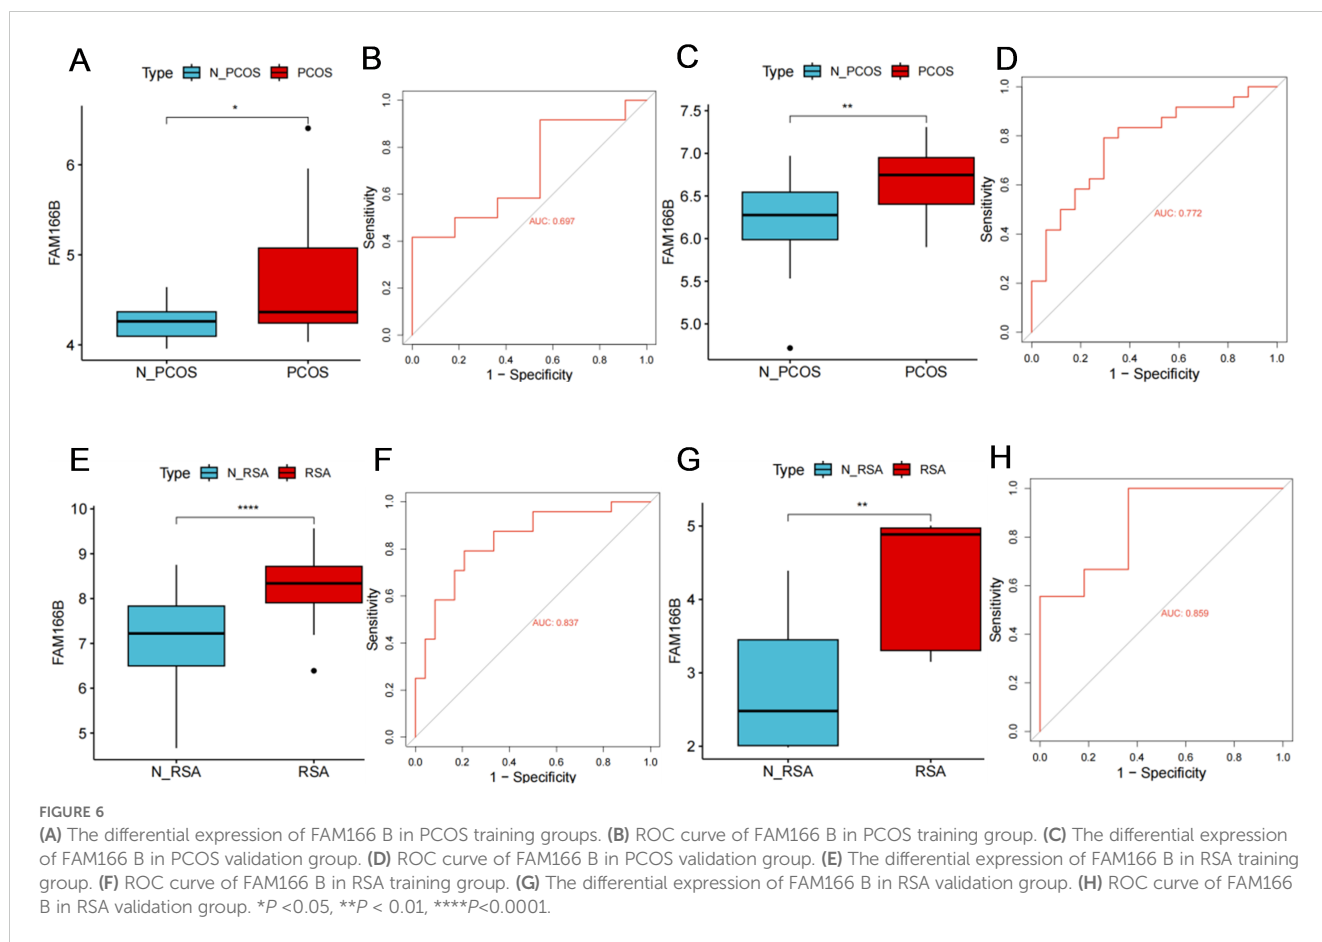 A
Type N_PCOS PCOS
*
FAM166B
6
5
4
N_PCOS PCOS
B
1.0
0.8
0.6
0.4
0.2
0.0
Sensitivity
AUC: 0.697
0.0 0.2 0.4 0.6 0.8 1.0
1 − Specificity
C
Type N_PCOS PCOS
**
FAM166B
7.5
7.0
6.5
6.0
5.5
5.0
N_PCOS PCOS
D
1.0
0.8
0.6
0.4
0.2
0.0
Sensitivity
AUC: 0.772
0.0 0.2 0.4 0.6 0.8 1.0
1 − Specificity
E
Type N_RSA RSA
****
FAM166B
10
9
8
7
6
5
N_RSA RSA
F
1.0
0.8
0.6
0.4
0.2
0.0
Sensitivity
AUC: 0.837
0.0 0.2 0.4 0.6 0.8 1.0
1 − Specificity
G
Type N_RSA RSA
**
FAM166B
5
4
3
2
N_RSA RSA
H
1.0
0.8
0.6
0.4
0.2
0.0
Sensitivity
AUC: 0.859
0.0 0.2 0.4 0.6 0.8 1.0
1 − Specificity
FIGURE 6
(A) The differential expression of FAM166 B in PCOS training groups. (B) ROC curve of FAM166 B in PCOS training group. (C) The differential expression
of FAM166 B in PCOS validation group. (D) ROC curve of FAM166 B in PCOS validation group. (E) The differential expression of FAM166 B in RSA training
group. (F) ROC curve of FAM166 B in RSA training group. (G) The differential expression of FAM166 B in RSA validation group. (H) ROC curve of FAM166
B in RSA validation group. *P <0.05, **P < 0.01, ****P<0.0001.